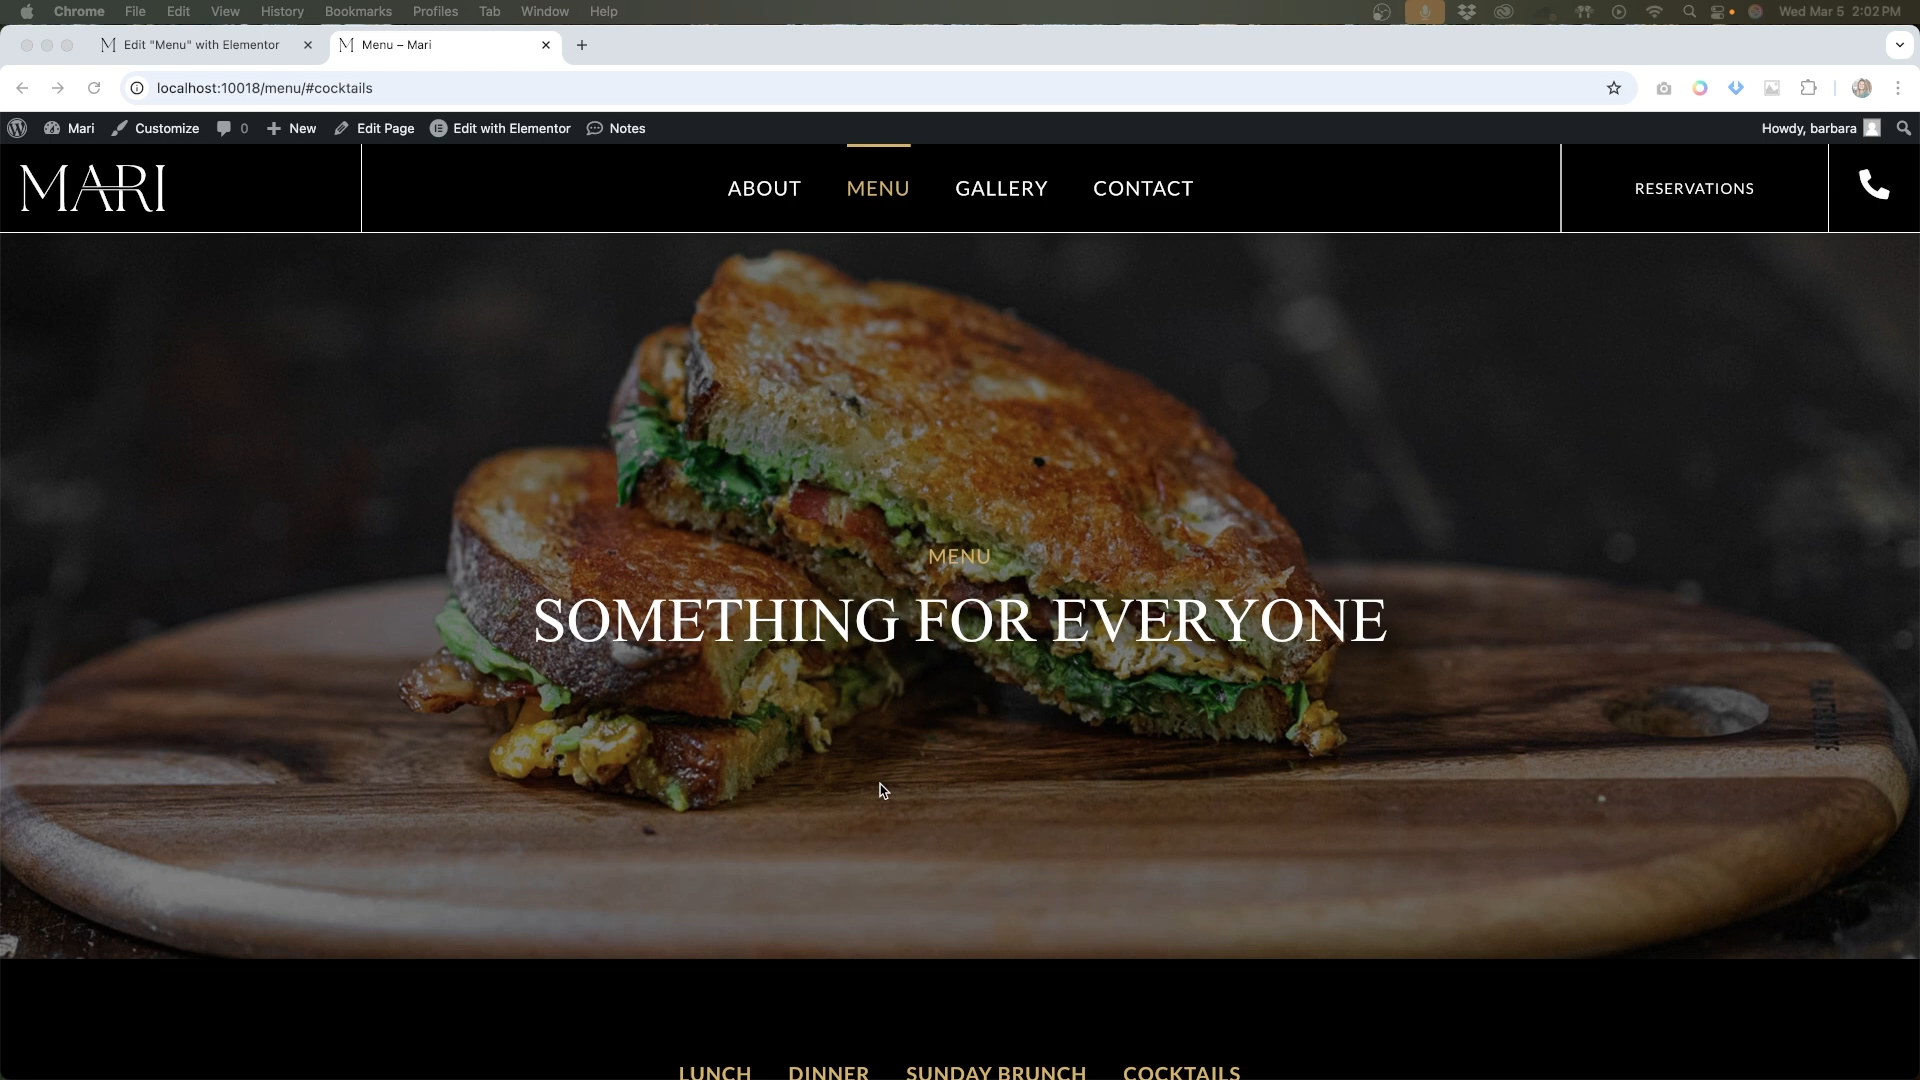 Chrome File Edit View History Bookmarks Profiles Tab Window Help Wed Mar 5 2:02 PM
Edit "Menu" with Elementor Menu – Mari
localhost:10018/menu/#cocktails
Mari Customize 0 New Edit Page Edit with Elementor Notes Howdy, barbara
MARI ABOUT MENU GALLERY CONTACT RESERVATIONS
MENU
SOMETHING FOR EVERYONE
LUNCH DINNER SUNDAY BRUNCH COCKTAILS